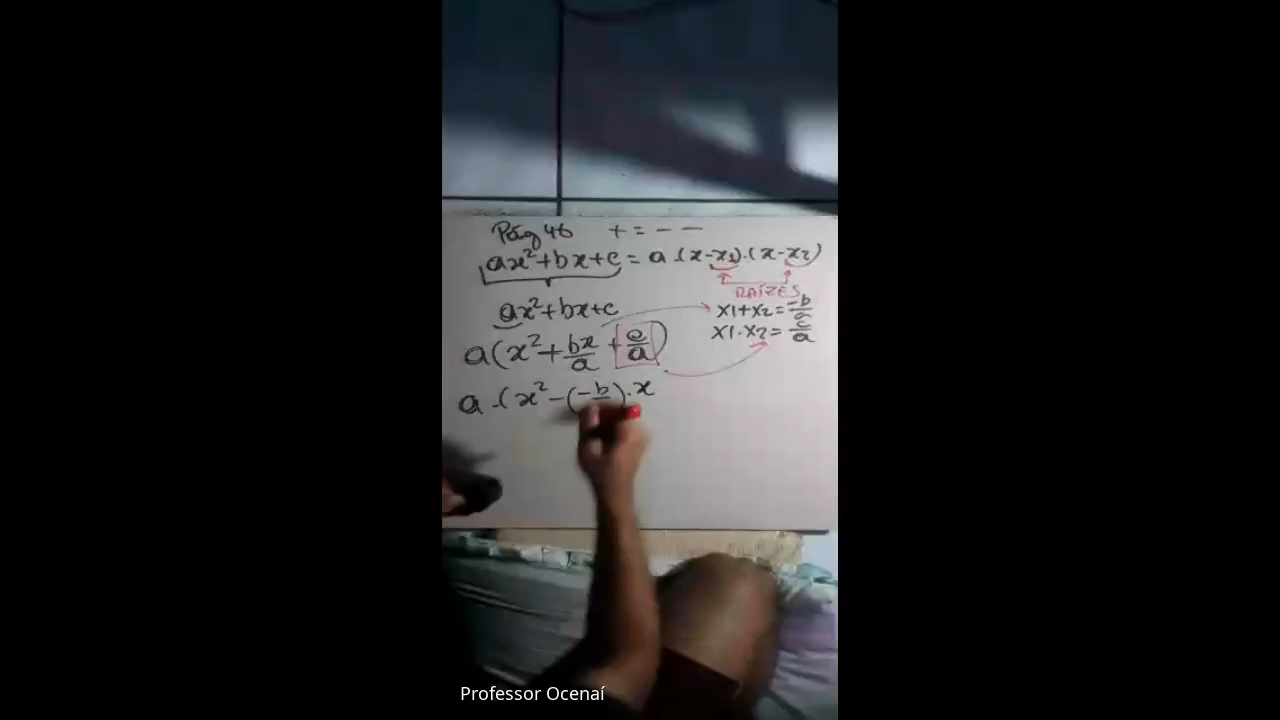 Pág 46 + = - -
ax²+bx+c = a.(x-x1).(x-x2)
RAÍZES
ax²+bx+c
x1+x2=-b/a
x1.x2=c/a
a(x²+bx/a+c/a)
a.(x²-(-b/).x
Professor Ocenaí